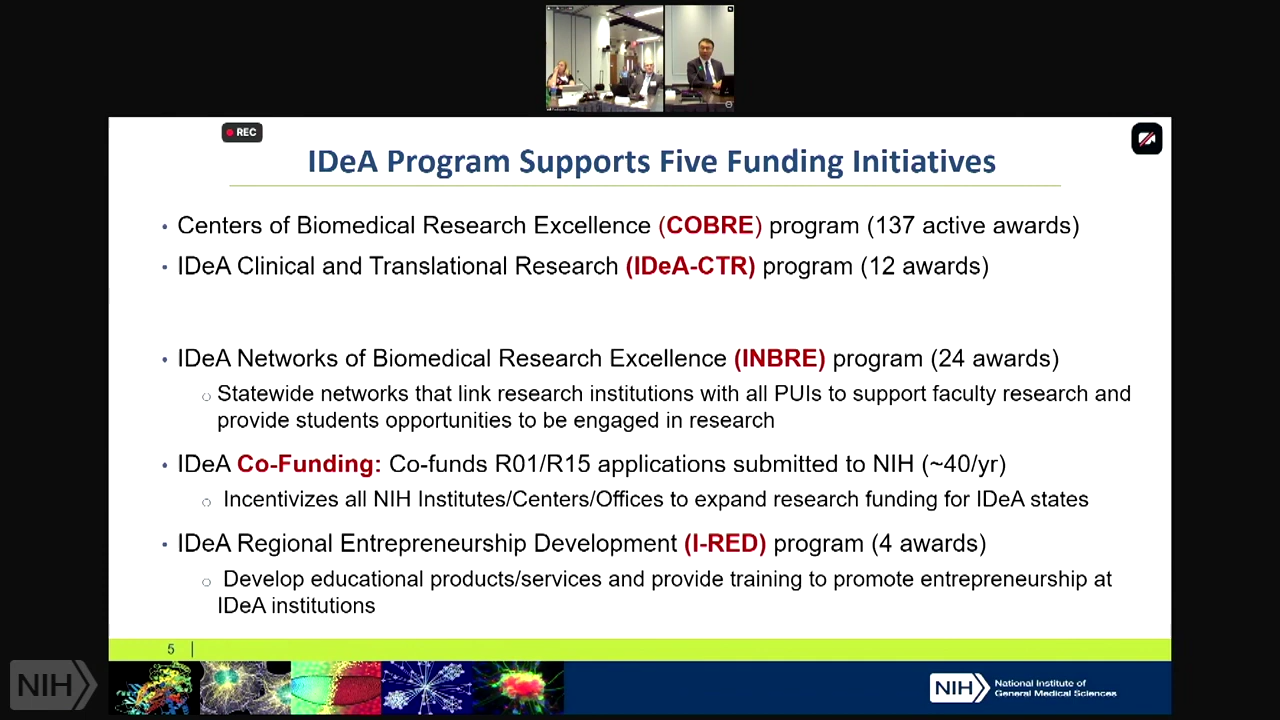 REC
IDeA Program Supports Five Funding Initiatives
• Centers of Biomedical Research Excellence (COBRE) program (137 active awards)
• IDeA Clinical and Translational Research (IDeA-CTR) program (12 awards)
• IDeA Networks of Biomedical Research Excellence (INBRE) program (24 awards)
○ Statewide networks that link research institutions with all PUIs to support faculty research and
provide students opportunities to be engaged in research
• IDeA Co-Funding: Co-funds R01/R15 applications submitted to NIH (~40/yr)
○ Incentivizes all NIH Institutes/Centers/Offices to expand research funding for IDeA states
• IDeA Regional Entrepreneurship Development (I-RED) program (4 awards)
○ Develop educational products/services and provide training to promote entrepreneurship at
IDeA institutions
5 |
NIH
NIH
National Institute of
General Medical Sciences